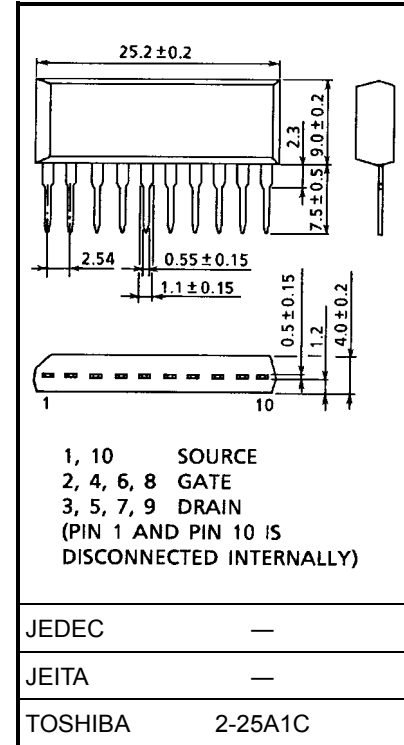 25.2±0.2
2.3
9.0±0.2
7.5±0.5
2.54
0.55±0.15
1.1±0.15
0.5±0.15
1.2
4.0±0.2
1
10
1, 10 SOURCE
2, 4, 6, 8 GATE
3, 5, 7, 9 DRAIN
(PIN 1 AND PIN 10 IS
DISCONNECTED INTERNALLY)
JEDEC —
JEITA —
TOSHIBA 2-25A1C